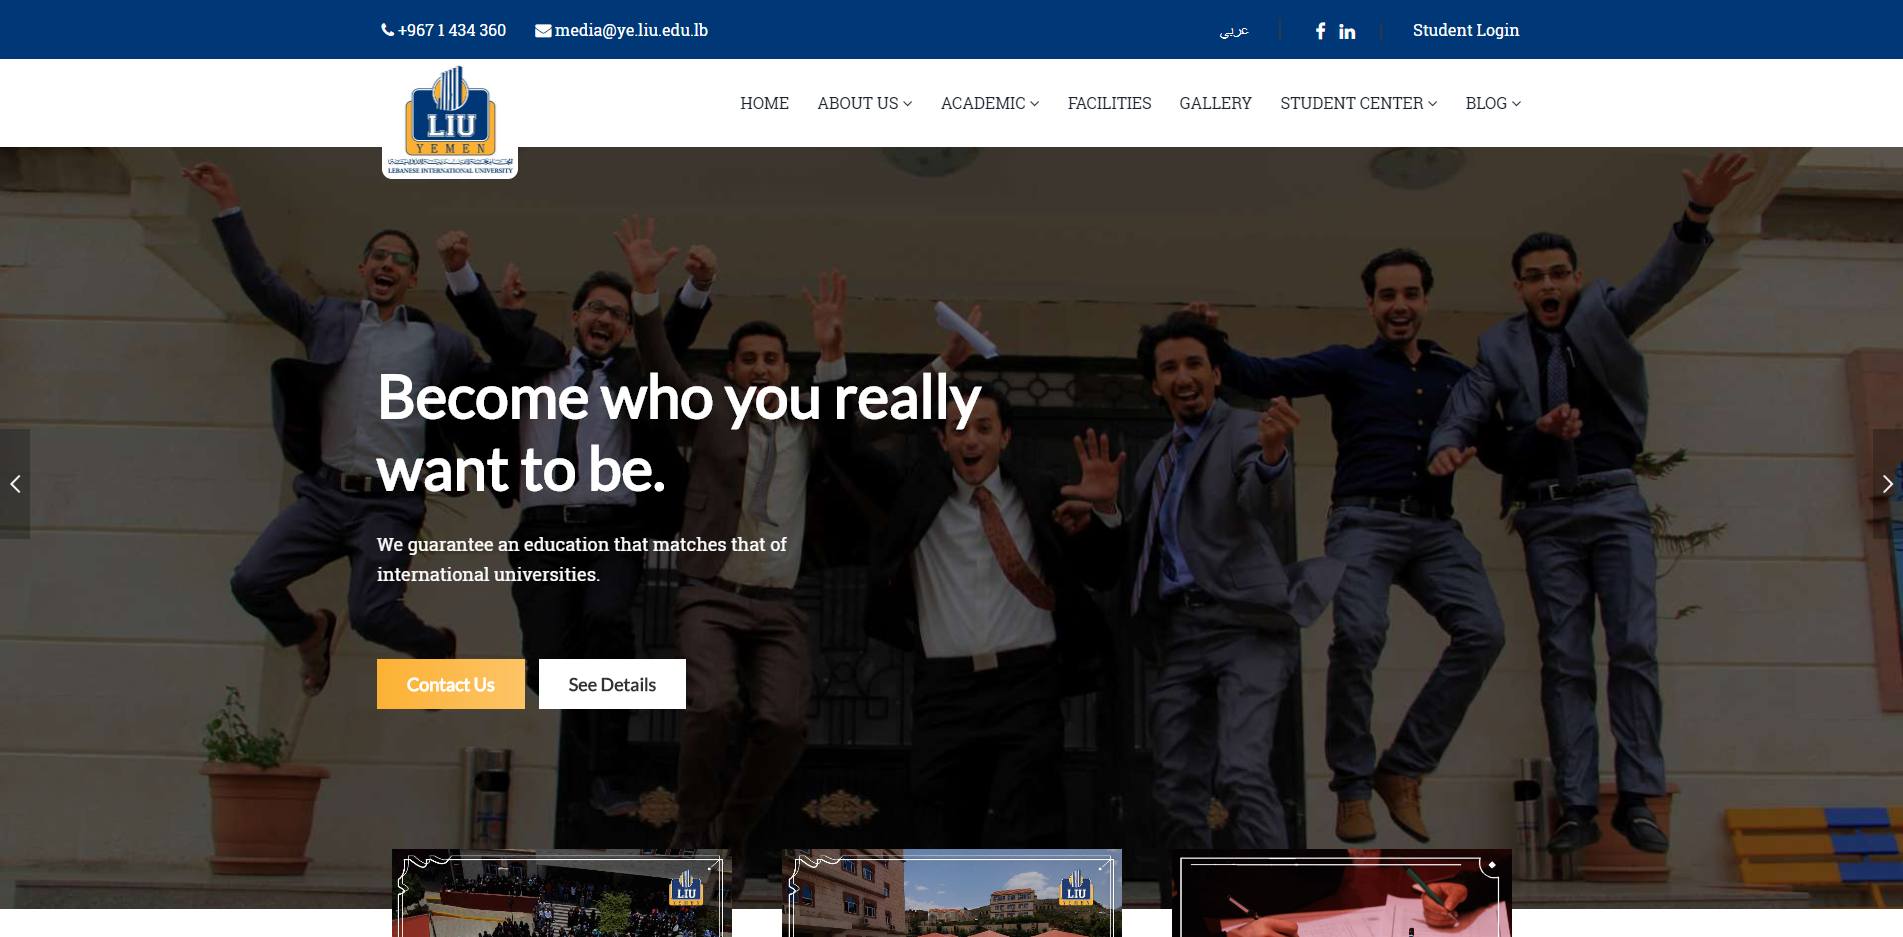 +967 1 434 360
media@ye.liu.edu.lb
عربي
Student Login
LIU
YEMEN
LEBANESE INTERNATIONAL UNIVERSITY
HOME
ABOUT US
ACADEMIC
FACILITIES
GALLERY
STUDENT CENTER
BLOG
Become who you really
want to be.
We guarantee an education that matches that of
international universities.
Contact Us
See Details
LIU
YEMEN
LIU
YEMEN